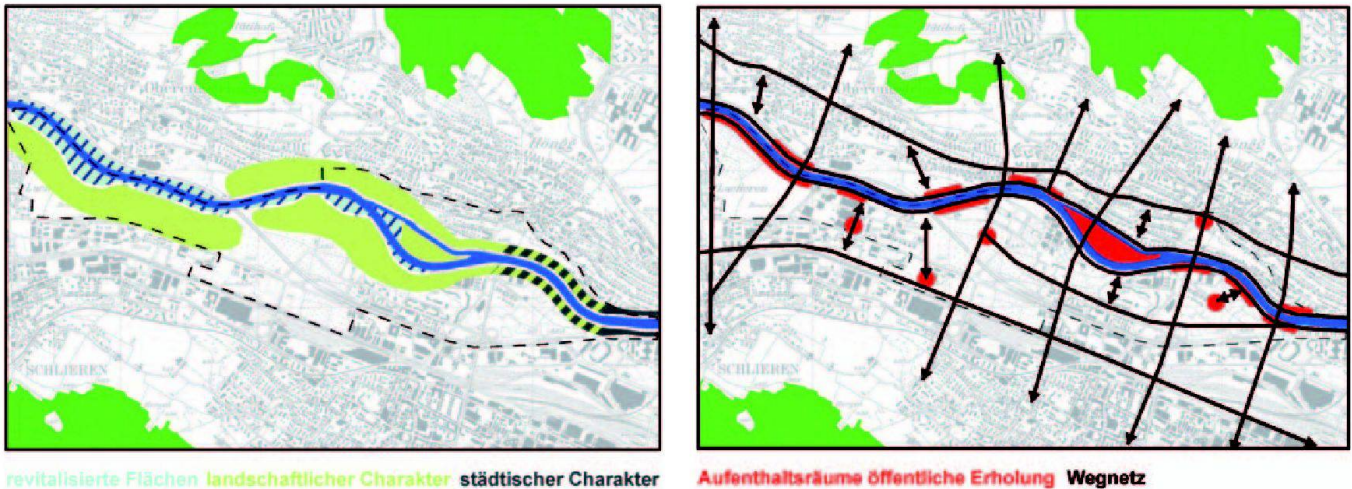 SCHLIEREN
revitalisierte Flächen landschaftlicher Charakter städtischer Charakter
SCHLIEREN
Aufenthaltsräume öffentliche Erholung Wegnetz